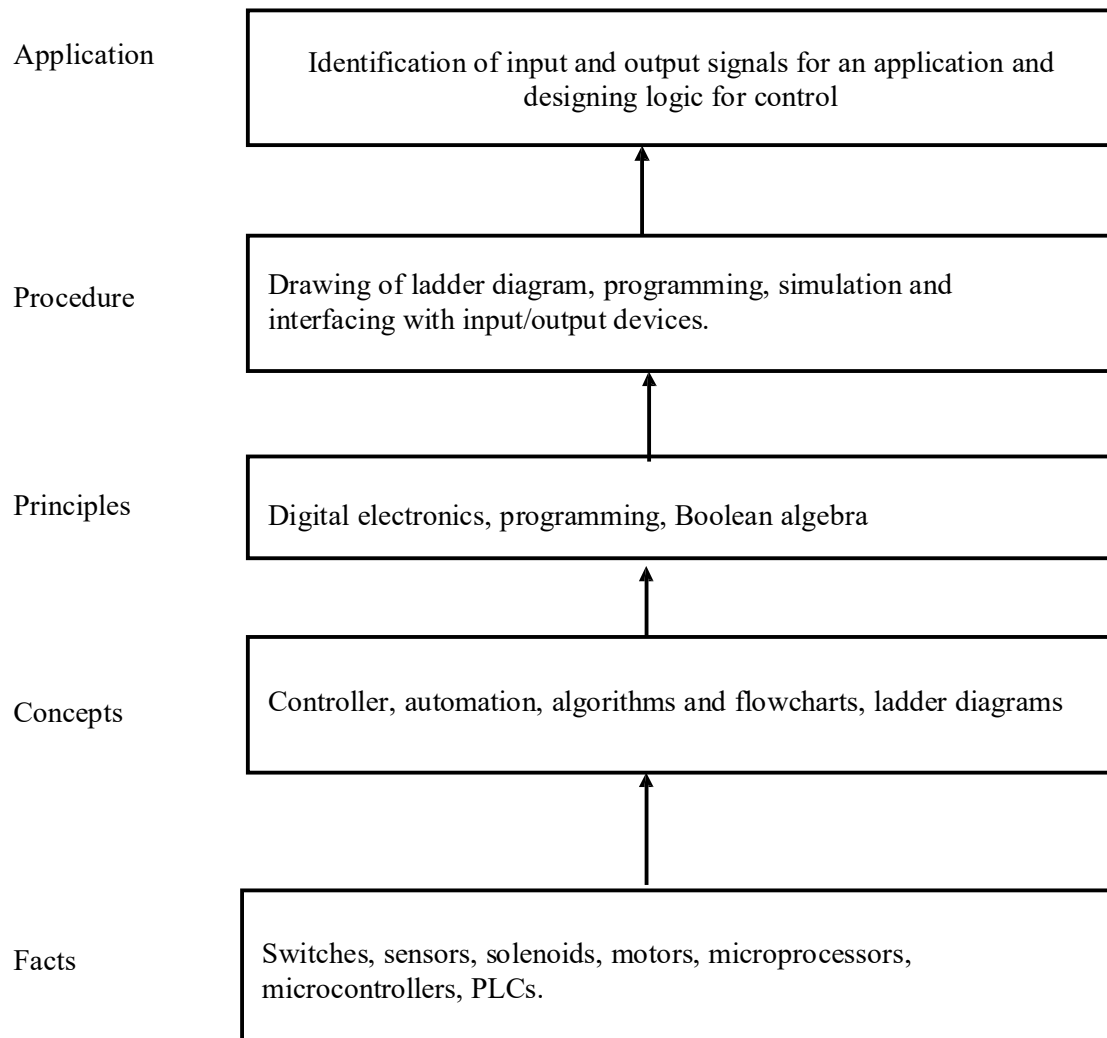 Application
Identification of input and output signals for an application and
designing logic for control
Procedure
Drawing of ladder diagram, programming, simulation and
interfacing with input/output devices.
Principles
Digital electronics, programming, Boolean algebra
Concepts
Controller, automation, algorithms and flowcharts, ladder diagrams
Facts
Switches, sensors, solenoids, motors, microprocessors,
microcontrollers, PLCs.